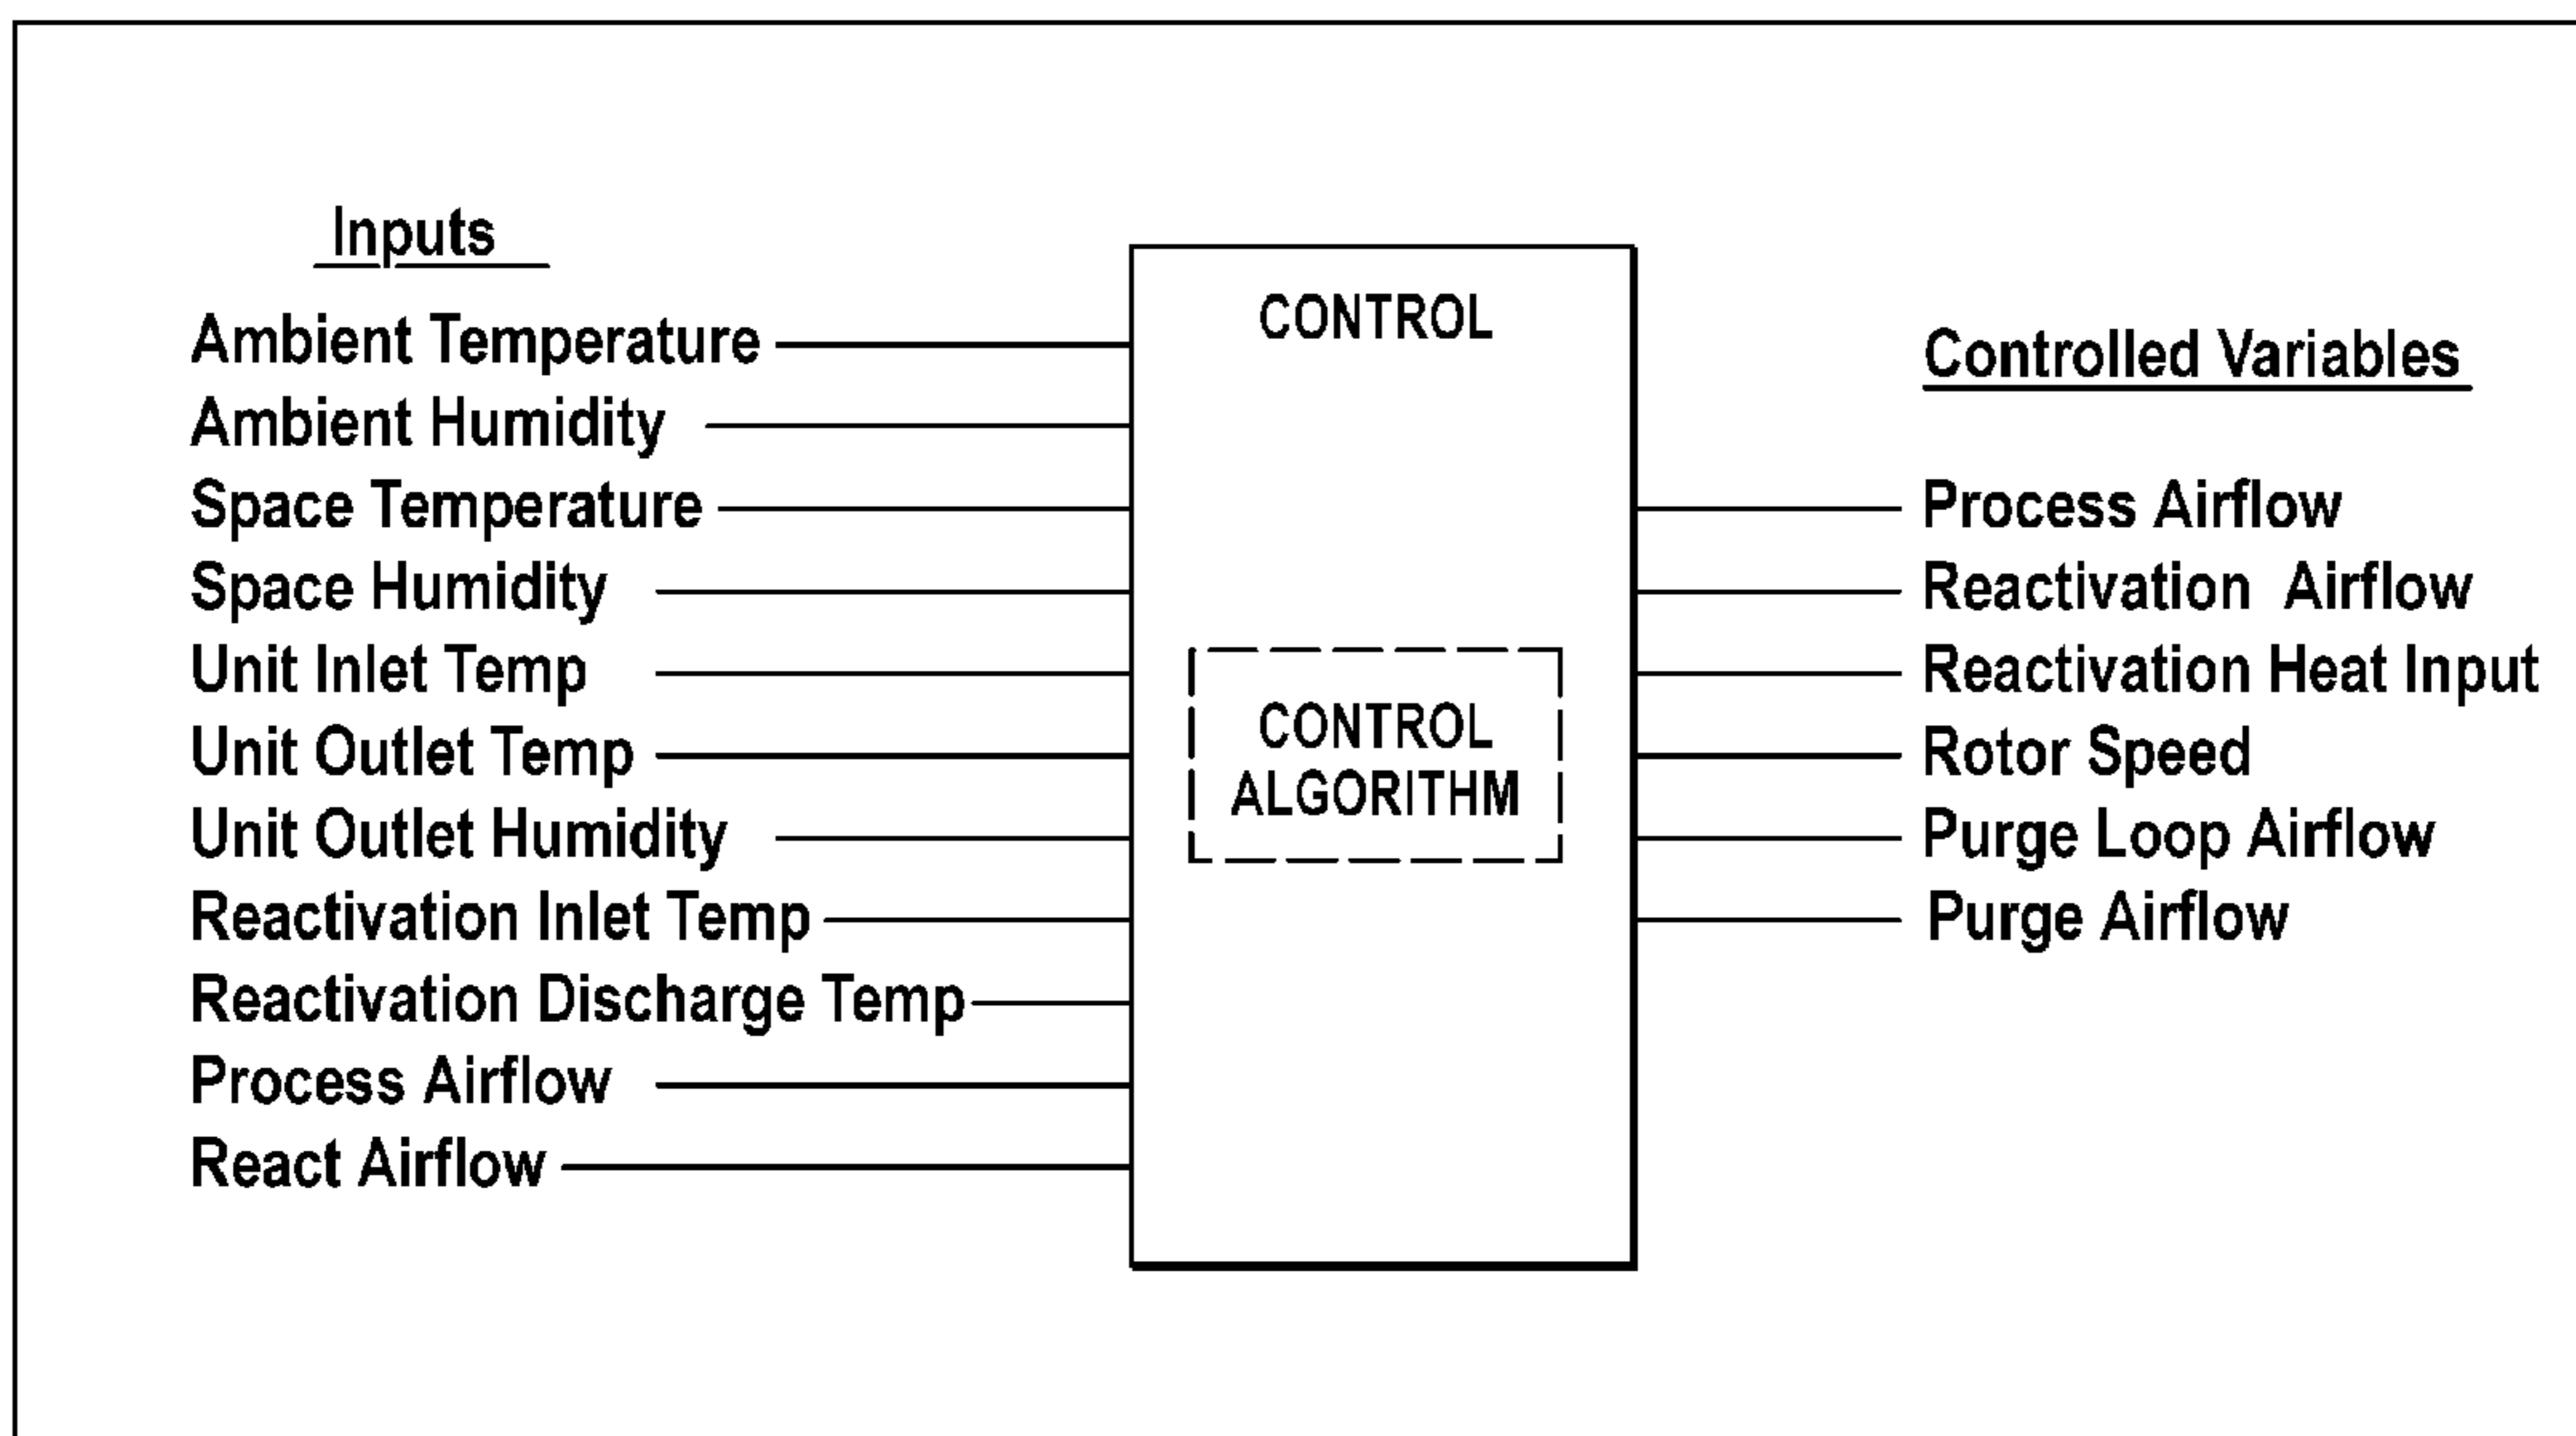 Inputs
Ambient Temperature
Ambient Humidity
Space Temperature
Space Humidity
Unit Inlet Temp
Unit Outlet Temp
Unit Outlet Humidity
Reactivation Inlet Temp
Reactivation Discharge Temp
Process Airflow
React Airflow
CONTROL
CONTROL
ALGORITHM
Controlled Variables
Process Airflow
Reactivation Airflow
Reactivation Heat Input
Rotor Speed
Purge Loop Airflow
Purge Airflow